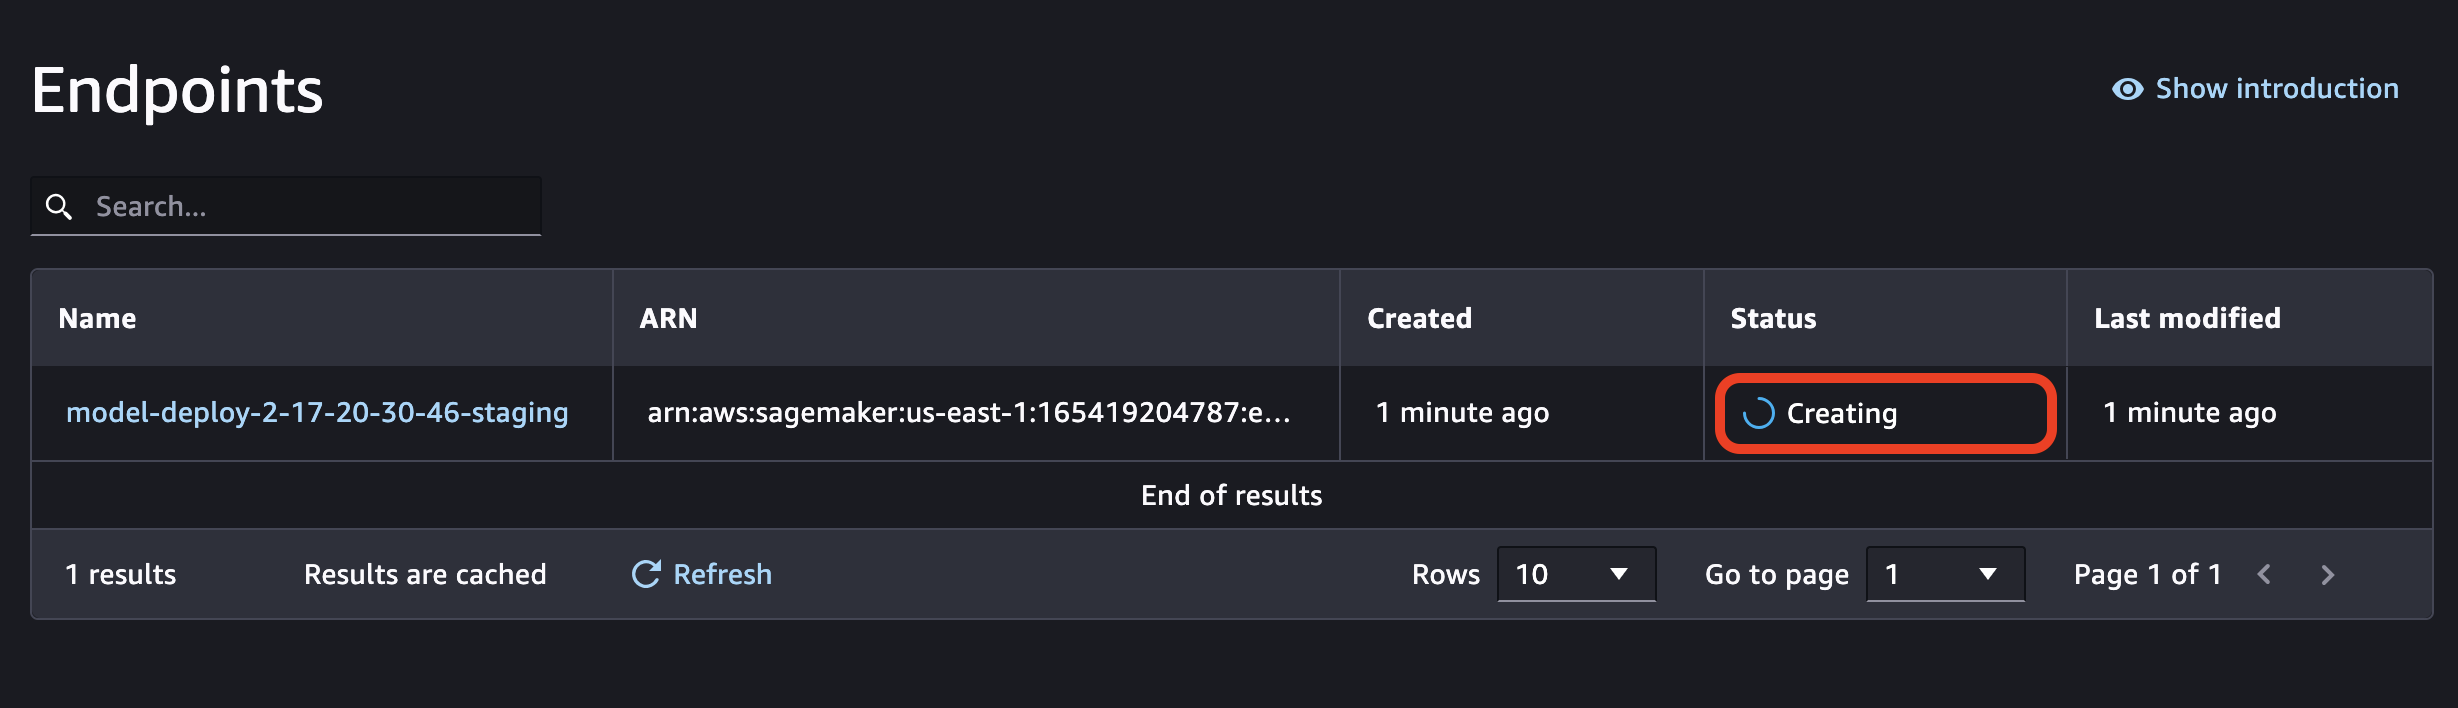 Endpoints
Show introduction
Search...
Name ARN Created Status Last modified
model-deploy-2-17-20-30-46-staging arn:aws:sagemaker:us-east-1:165419204787:e... 1 minute ago Creating 1 minute ago
End of results
1 results Results are cached Refresh Rows 10 Go to page 1 Page 1 of 1